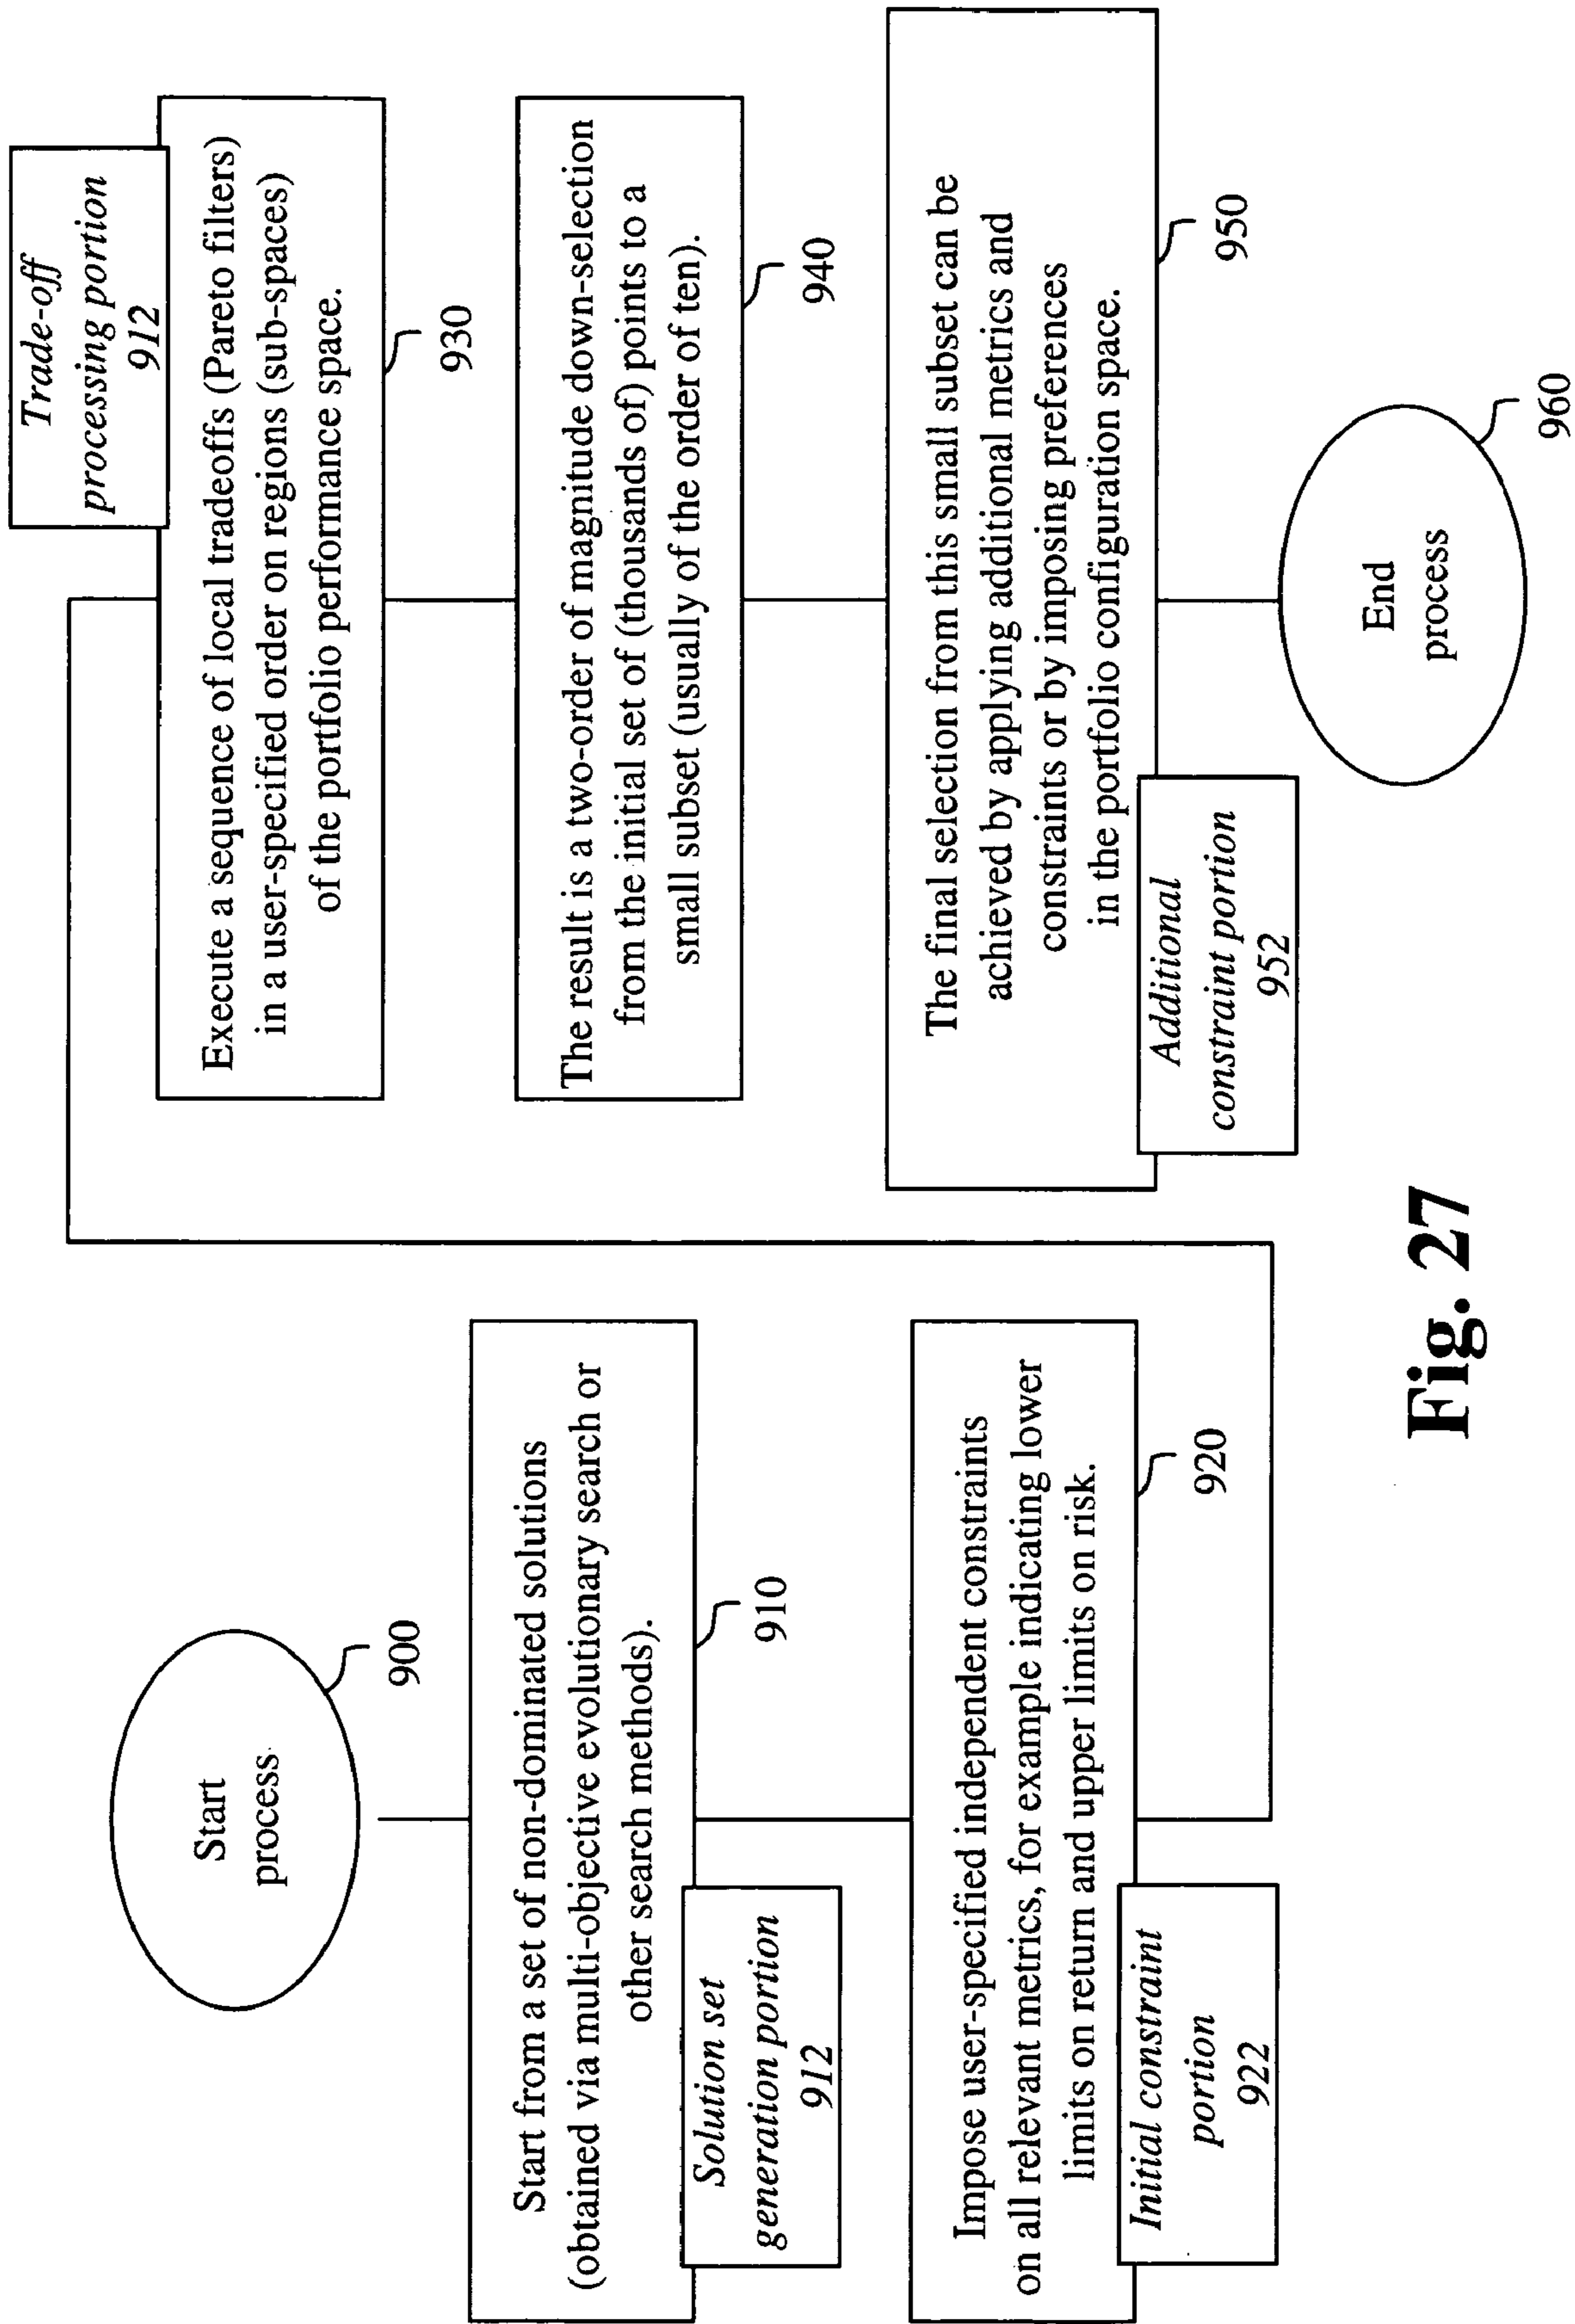 Start
process
900
Start from a set of non-dominated solutions
(obtained via multi-objective evolutionary search or
other search methods).
910
Solution set
generation portion
912
Impose user-specified independent constraints
on all relevant metrics, for example indicating lower
limits on return and upper limits on risk.
920
Initial constraint
portion
922
Trade-off
processing portion
912
Execute a sequence of local tradeoffs (Pareto filters)
in a user-specified order on regions (sub-spaces)
of the portfolio performance space.
930
The result is a two-order of magnitude down-selection
from the initial set of (thousands of) points to a
small subset (usually of the order of ten).
940
The final selection from this small subset can be
achieved by applying additional metrics and
constraints or by imposing preferences
in the portfolio configuration space.
950
Additional
constraint portion
952
End
process
960
Fig. 27